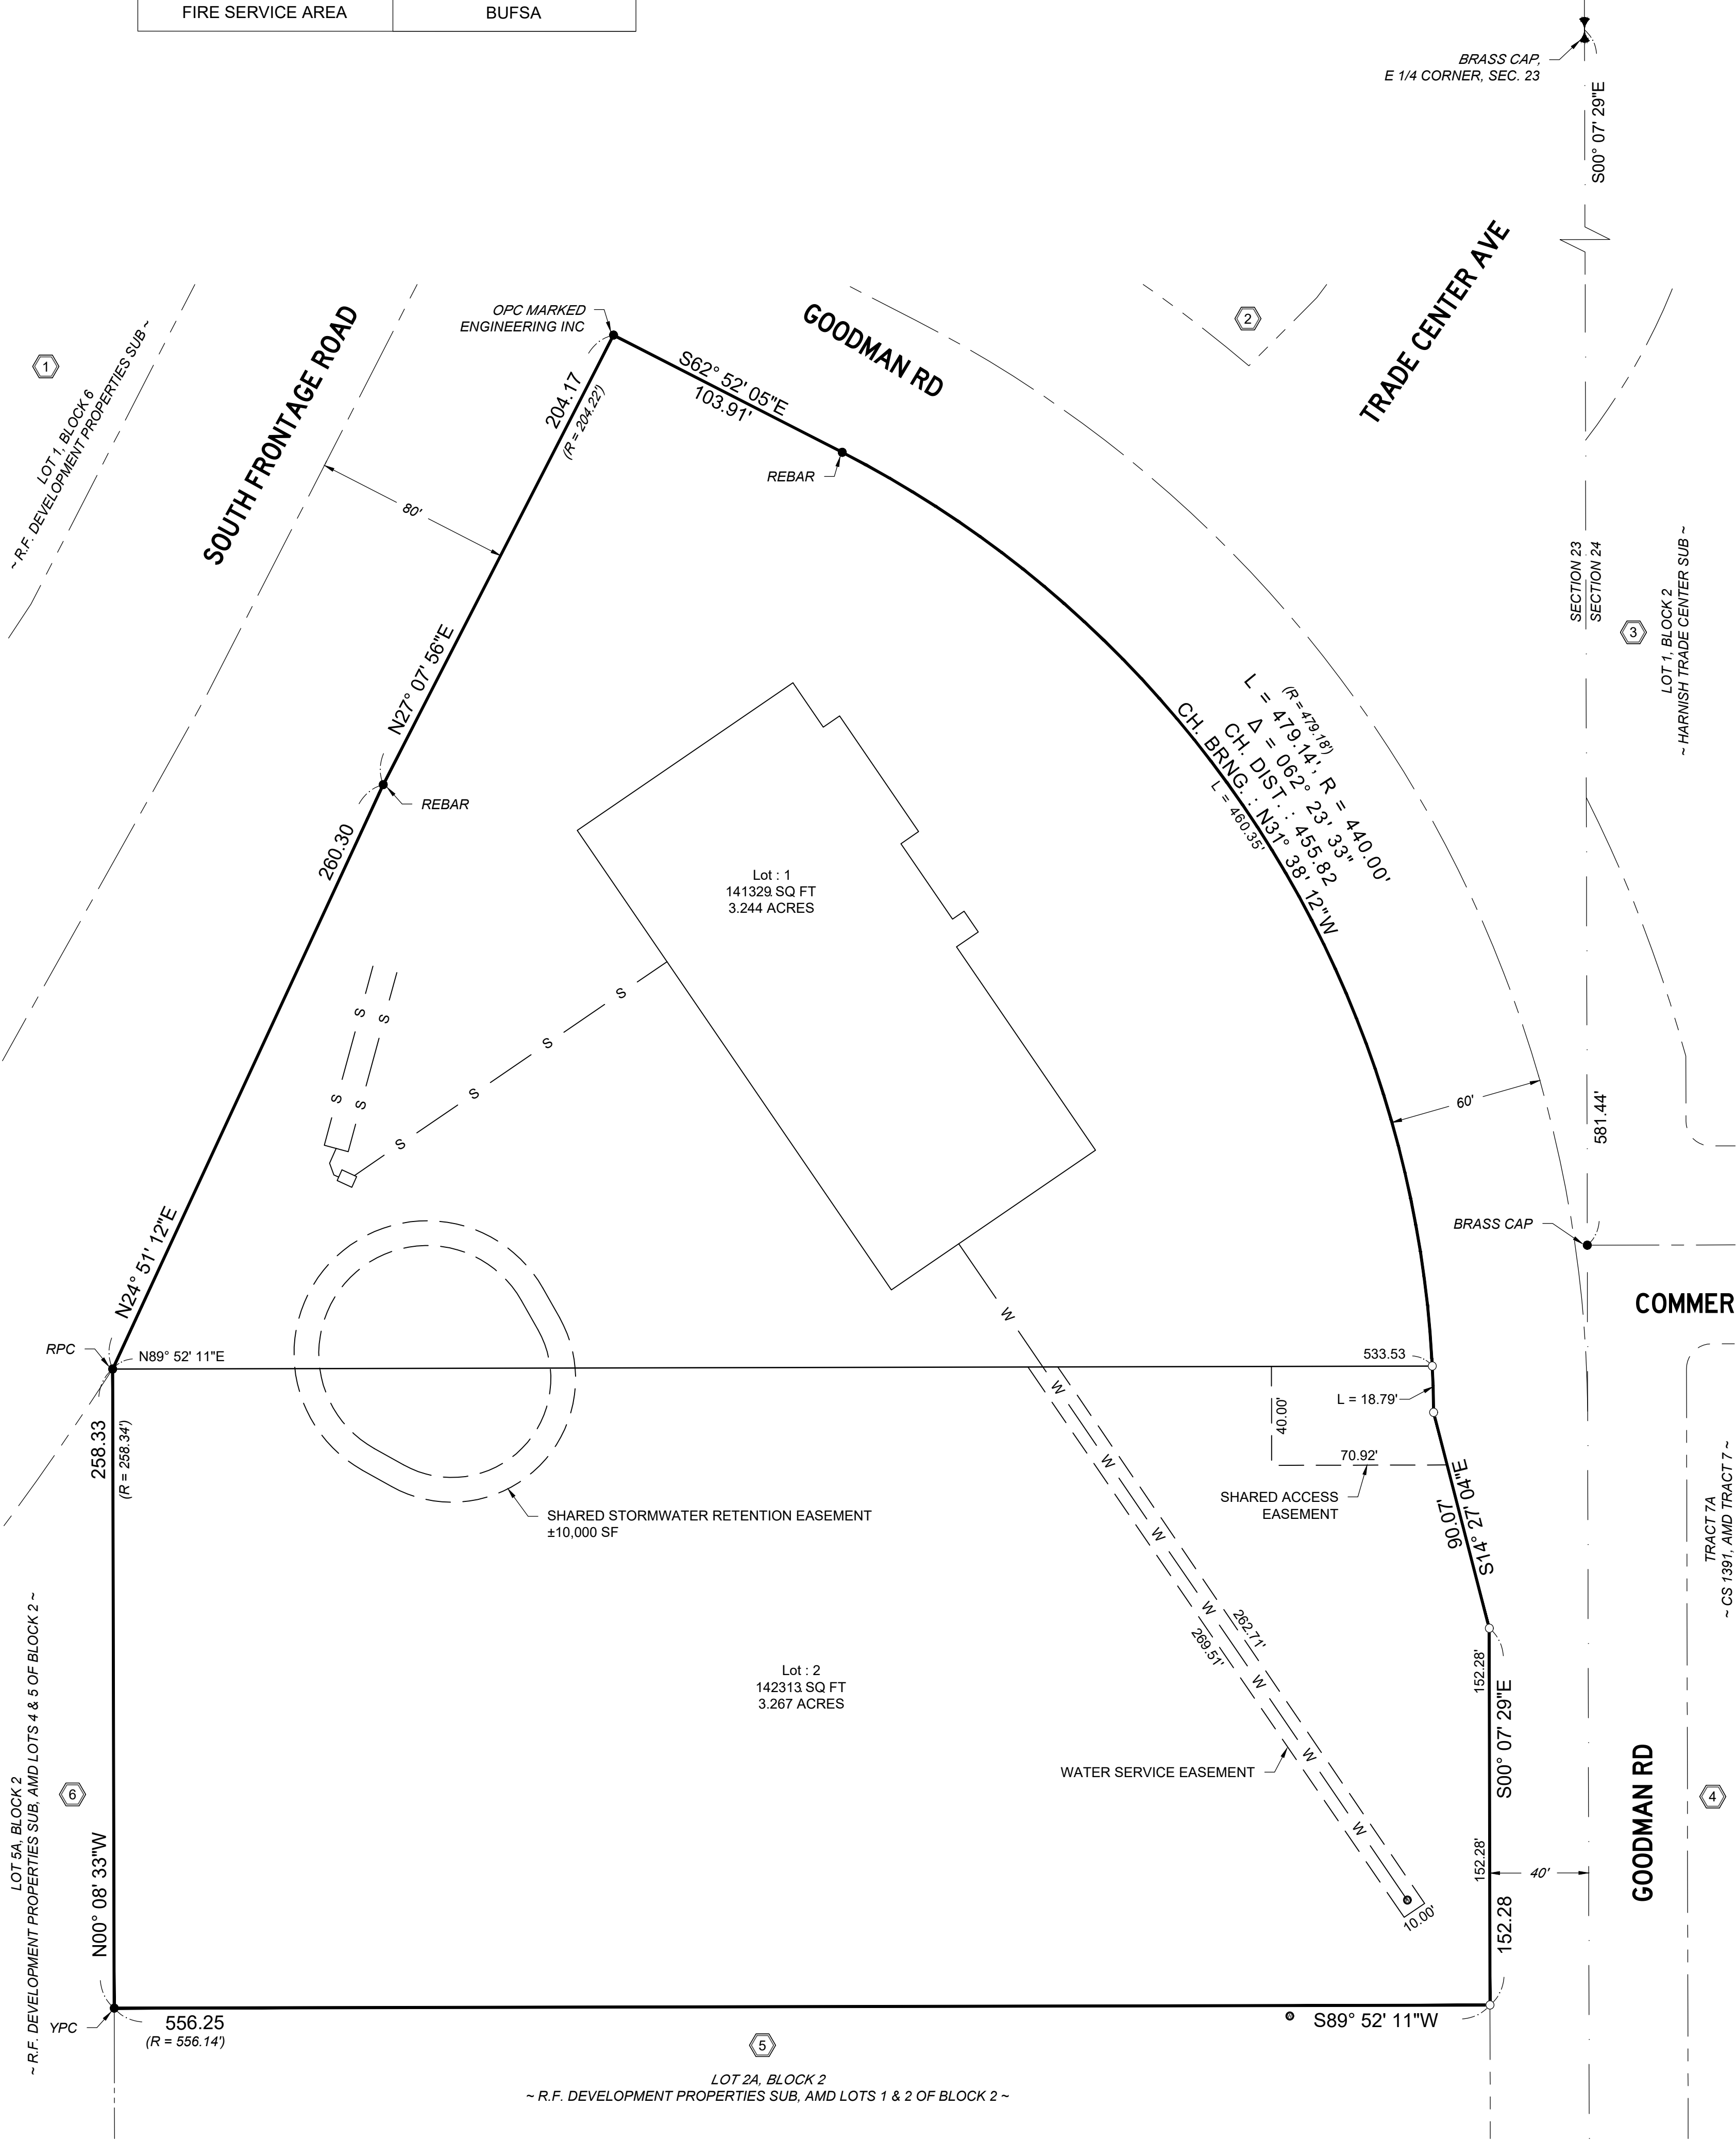 FIRE SERVICE AREA
BUFSA
BRASS CAP,
E 1/4 CORNER, SEC. 23
S00° 07' 29"E
TRADE CENTER AVE
GOODMAN RD
2
OPC MARKED
ENGINEERING INC
SOUTH FRONTAGE ROAD
1
LOT 1, BLOCK 6
~ R.F. DEVELOPMENT PROPERTIES SUB ~
S62° 52' 05"E
103.91'
204.17
(R = 204.22')
REBAR
80'
N27° 07' 56"E
SECTION 23
SECTION 24
3
LOT 1, BLOCK 2
~ HARNISH TRADE CENTER SUB ~
(R = 479.18')
L = 479.14', R = 440.00'
Δ = 062° 23' 33"
CH. DIST. : 455.82
CH. BRNG. : N31° 38' 12"W
L = 460.35'
REBAR
260.30
Lot : 1
141329 SQ FT
3.244 ACRES
S
S
S
S
S
S
S
S
60'
581.44'
N24° 51' 12"E
BRASS CAP
COMMER
W
RPC
N89° 52' 11"E
533.53
L = 18.79'
40.00'
70.92'
258.33
(R = 258.34')
SHARED ACCESS
EASEMENT
SHARED STORMWATER RETENTION EASEMENT
±10,000 SF
S14° 27' 04"E
90.07'
TRACT 7A
~ CS 1391, AMD TRACT 7 ~
W
W
W
W
W
W
W
262.71'
269.51'
Lot : 2
142313 SQ FT
3.267 ACRES
152.28'
S00° 07' 29"E
WATER SERVICE EASEMENT
GOODMAN RD
4
LOT 5A, BLOCK 2
~ R.F. DEVELOPMENT PROPERTIES SUB, AMD LOTS 4 & 5 OF BLOCK 2 ~
6
N00° 08' 33"W
152.28'
40'
152.28
10.00'
YPC
556.25
(R = 556.14')
S89° 52' 11"W
5
LOT 2A, BLOCK 2
~ R.F. DEVELOPMENT PROPERTIES SUB, AMD LOTS 1 & 2 OF BLOCK 2 ~